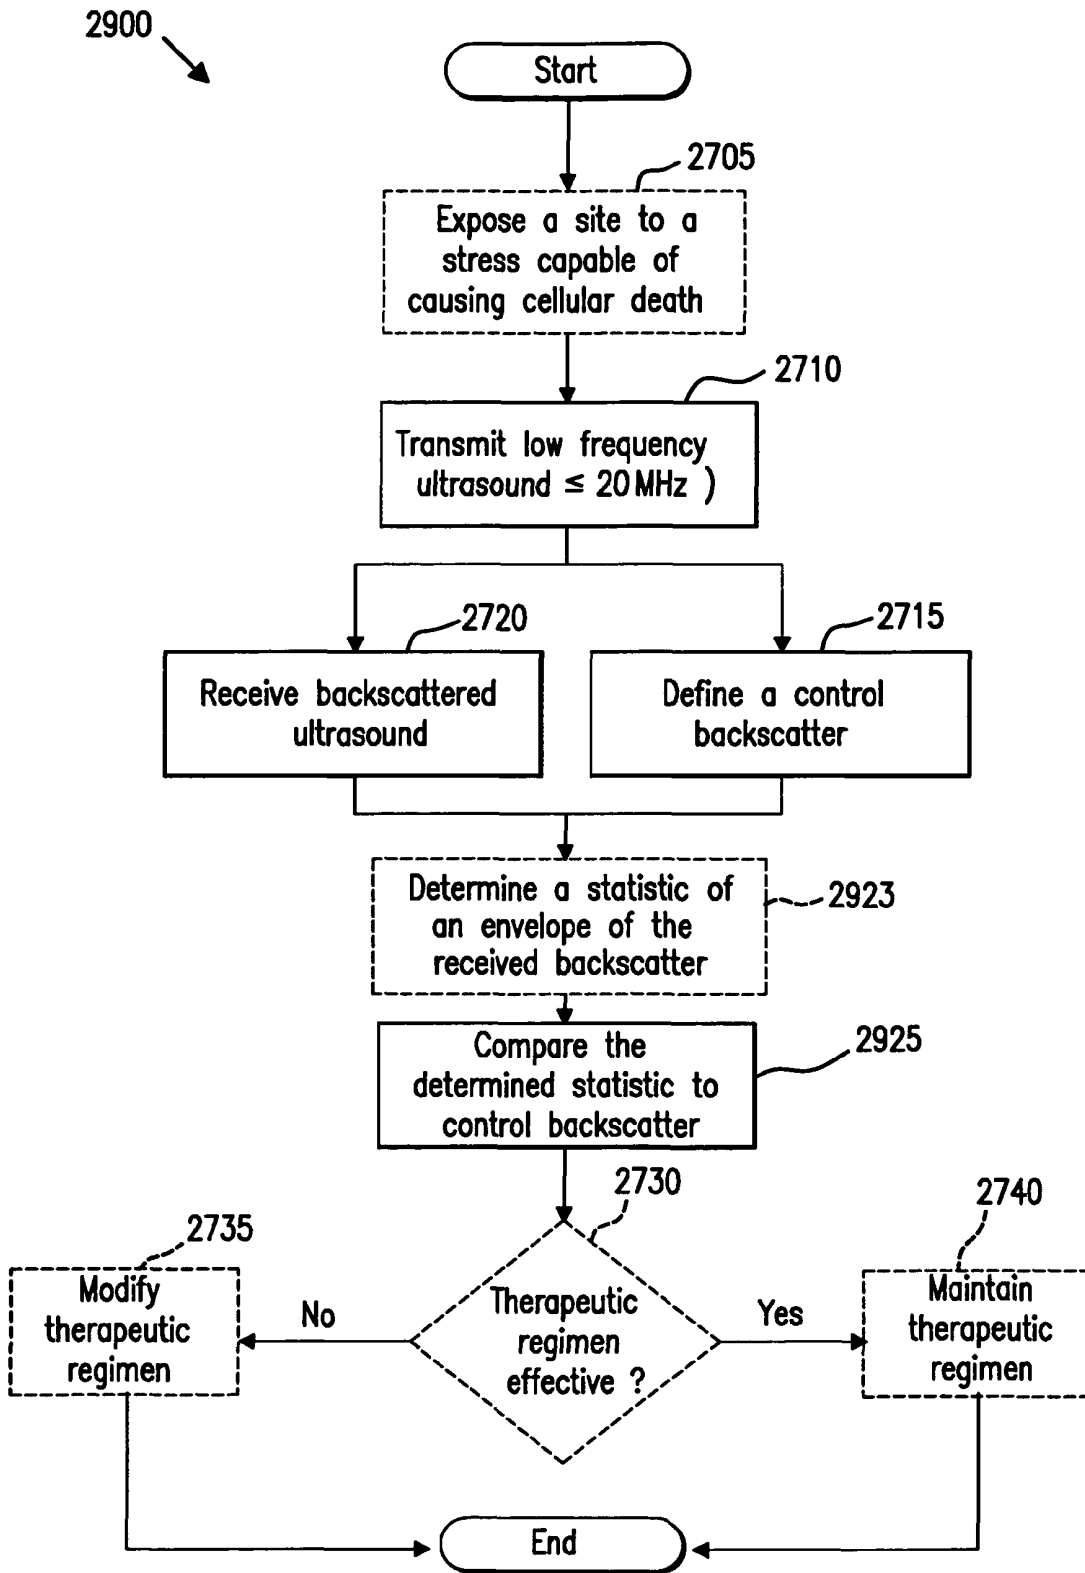 2900
Start
2705
Expose a site to a
stress capable of
causing cellular death
2710
Transmit low frequency
ultrasound ≤ 20 MHz )
2720
2715
Receive backscattered
ultrasound
Define a control
backscatter
Determine a statistic of
an envelope of the
received backscatter
2923
Compare the
determined statistic to
control backscatter
2925
2730
2735
2740
Modify
therapeutic
regimen
No
Therapeutic
regimen
effective ?
Yes
Maintain
therapeutic
regimen
End